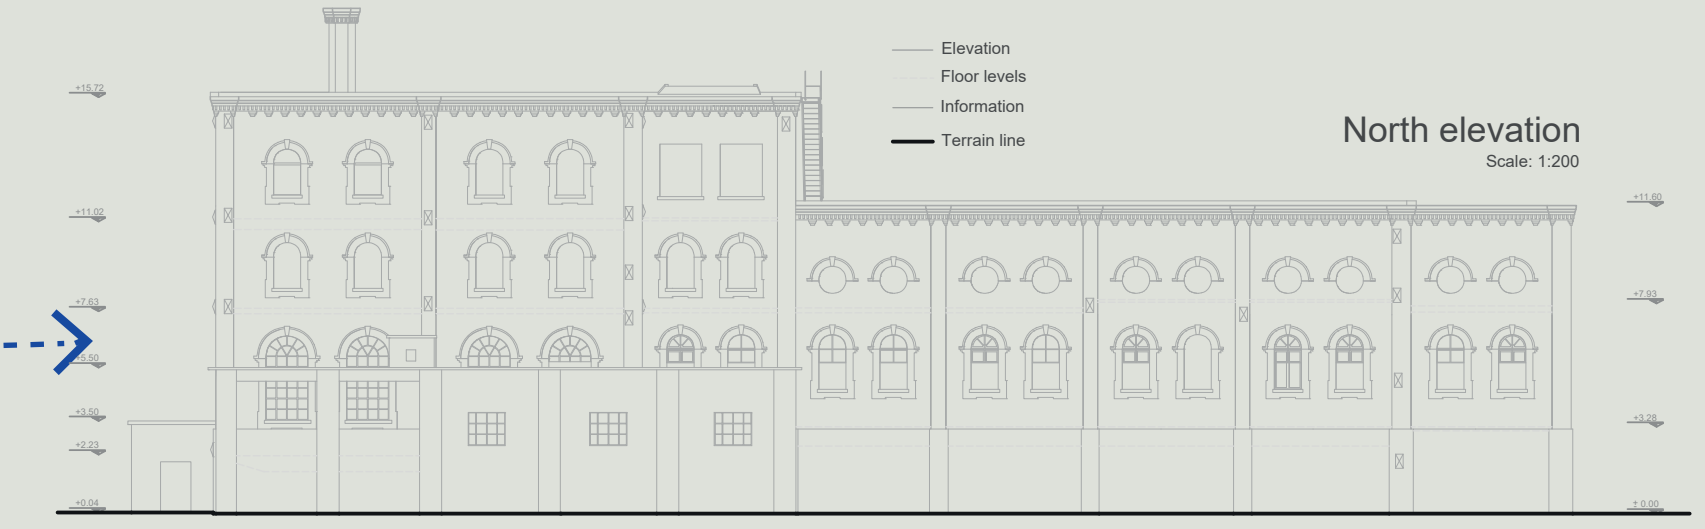 Elevation
Floor levels
Information
Terrain line
North elevation
Scale: 1:200
+15.72
+11.02
+7.63
+5.50
+3.50
+2.23
+0.04
+11.60
+7.93
+3.28
± 0.00